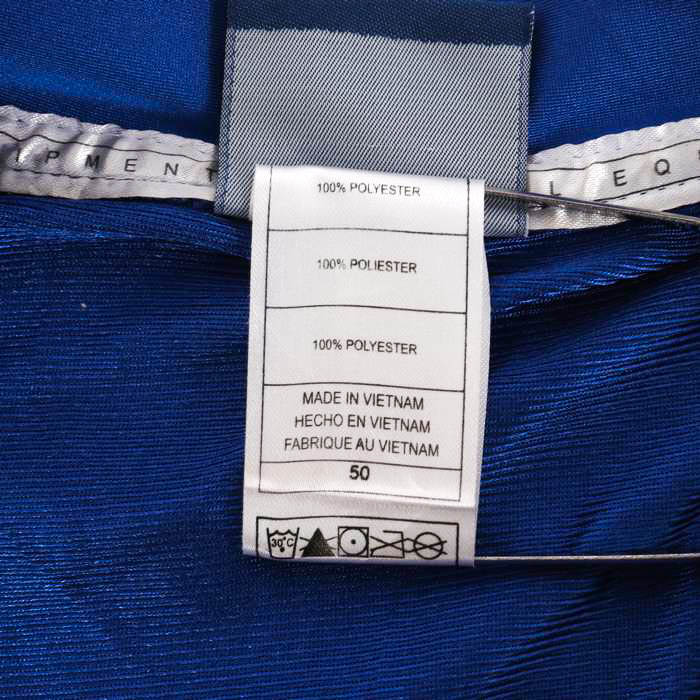 IPMENT
L EQ
100% POLYESTER
100% POLIESTER
100% POLYESTER
MADE IN VIETNAM
HECHO EN VIETNAM
FABRIQUE AU VIETNAM
50
30°C